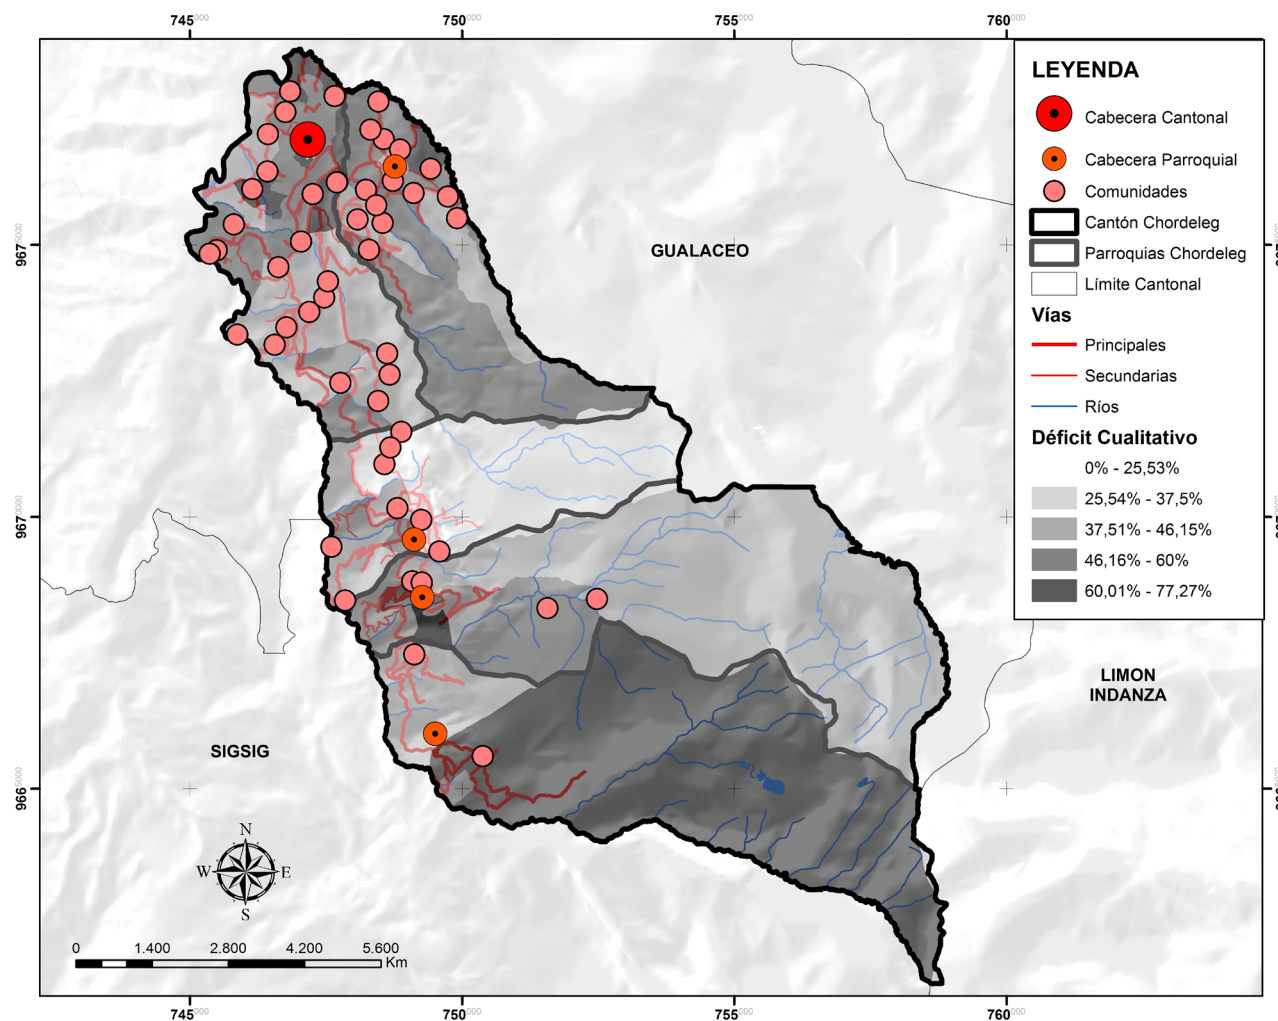 745000 750000 755000 760000
LEYENDA
Cabecera Cantonal
Cabecera Parroquial
Comunidades
Cantón Chordeleg
Parroquias Chordeleg
Límite Cantonal
Vías
Principales
Secundarias
Ríos
Déficit Cualitativo
0% - 25,53%
25,54% - 37,5%
37,51% - 46,15%
46,16% - 60%
60,01% - 77,27%
GUALACEO
9675000
9670000
9665000
LIMON
INDANZA
SIGSIG
N
W E
S
0 1.400 2.800 4.200 5.600
Km
745000 750000 755000 760000